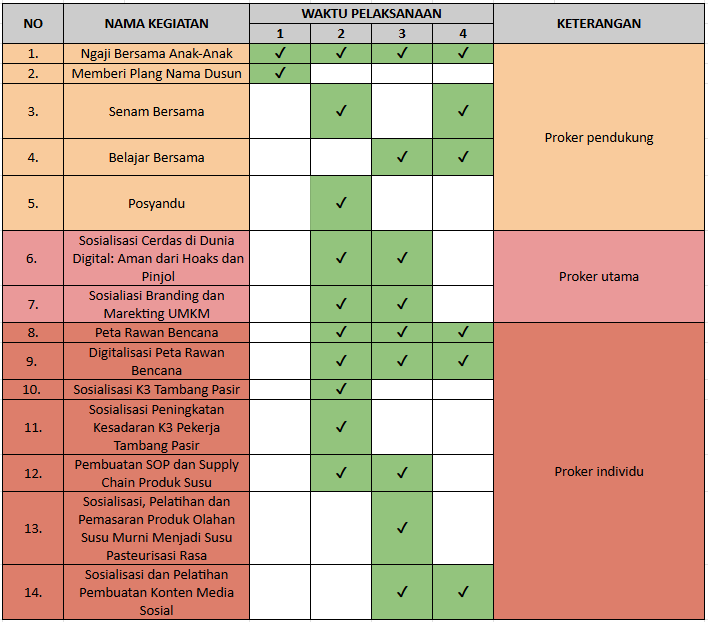 NO NAMA KEGIATAN WAKTU PELAKSANAAN KETERANGAN
1 2 3 4
1. Ngaji Bersama Anak-Anak ✓ ✓ ✓ ✓
2. Memberi Plang Nama Dusun ✓
3. Senam Bersama ✓ ✓
Proker pendukung
4. Belajar Bersama ✓ ✓
5. Posyandu ✓
6. Sosialisasi Cerdas di Dunia
Digital: Aman dari Hoaks dan
Pinjol ✓ ✓
Proker utama
7. Sosialiasi Branding dan
Marekting UMKM ✓ ✓
8. Peta Rawan Bencana ✓ ✓ ✓
9. Digitalisasi Peta Rawan
Bencana ✓ ✓ ✓
10. Sosialisasi K3 Tambang Pasir ✓
11. Sosialisasi Peningkatan
Kesadaran K3 Pekerja
Tambang Pasir ✓
12. Pembuatan SOP dan Supply
Chain Produk Susu ✓ ✓
Proker individu
13. Sosialisasi, Pelatihan dan
Pemasaran Produk Olahan
Susu Murni Menjadi Susu
Pasteurisasi Rasa ✓
14. Sosialisasi dan Pelatihan
Pembuatan Konten Media
Sosial ✓ ✓